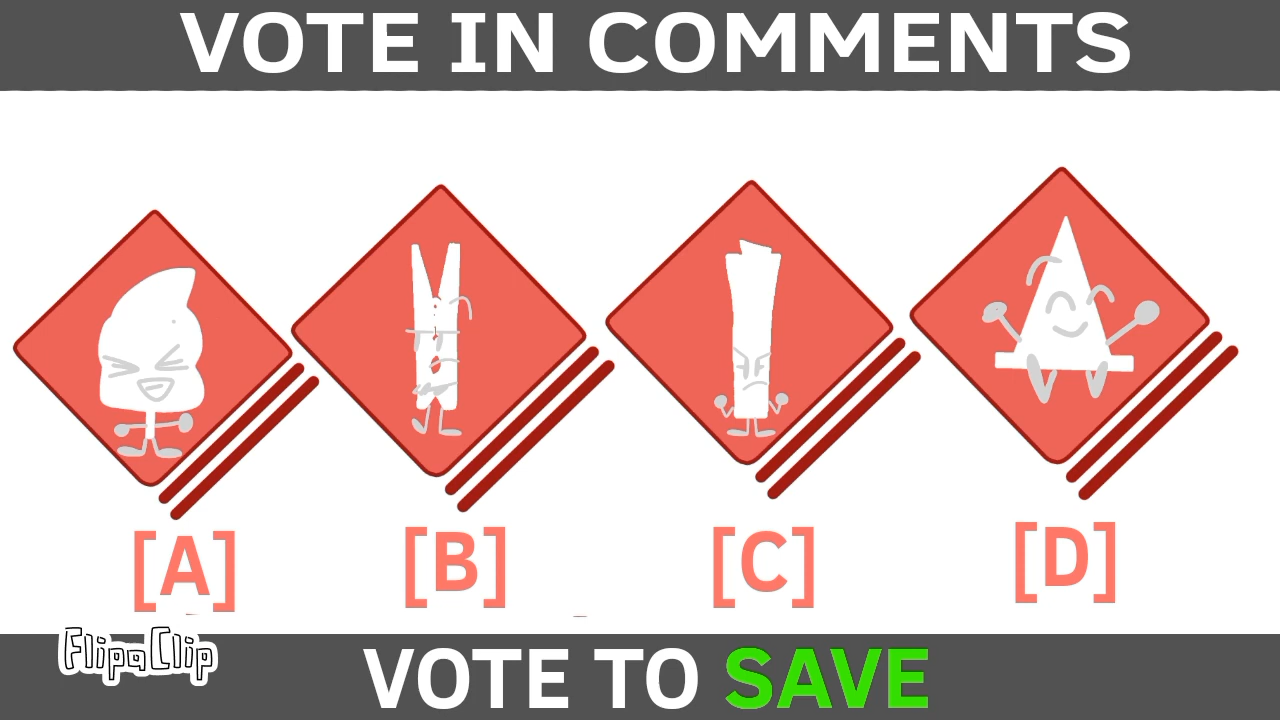 VOTE IN COMMENTS
[A] [B] [C] [D]
FlipaClip
VOTE TO SAVE